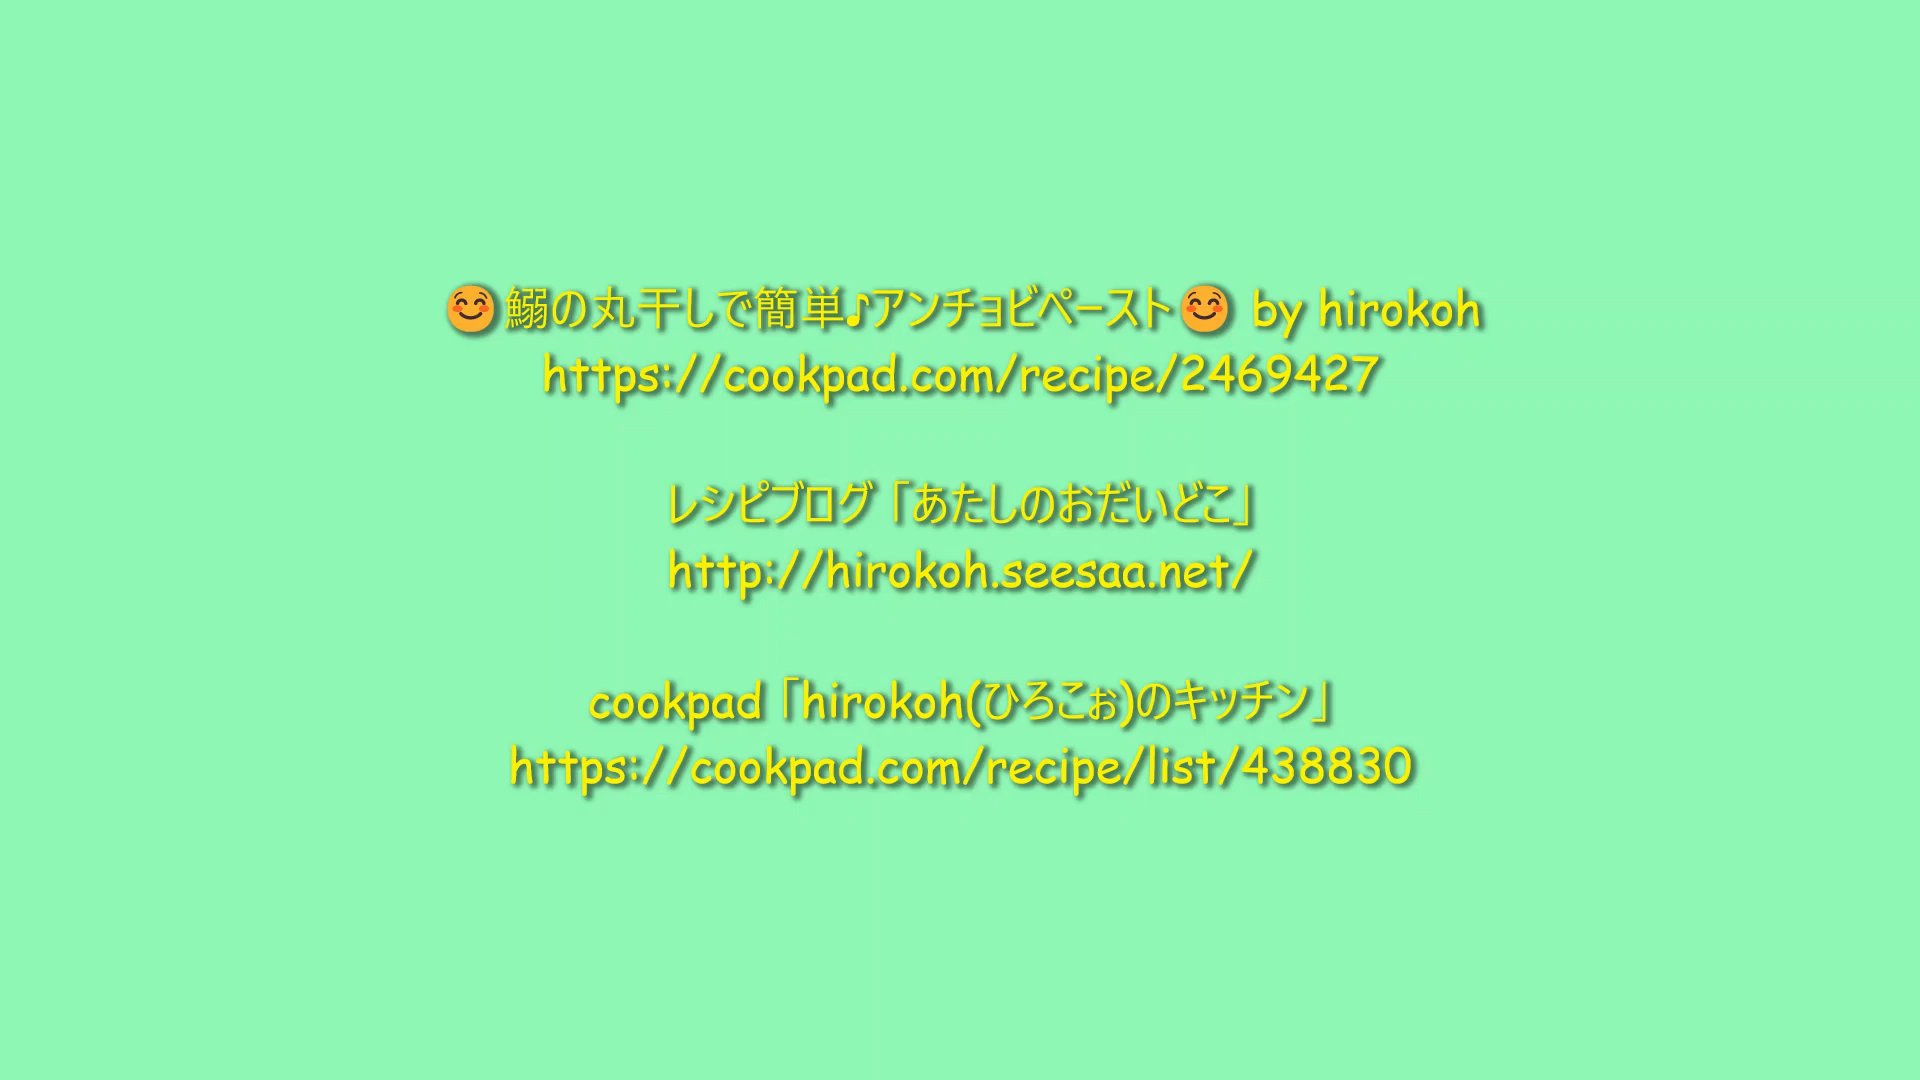 😊鰯の丸干しで簡単♪アンチョビペースト😊 by hirokoh
https://cookpad.com/recipe/2469427
レシピブログ「あたしのおだいどこ」
http://hirokoh.seesaa.net/
cookpad「hirokoh(ひろこぉ)のキッチン」
https://cookpad.com/recipe/list/438830